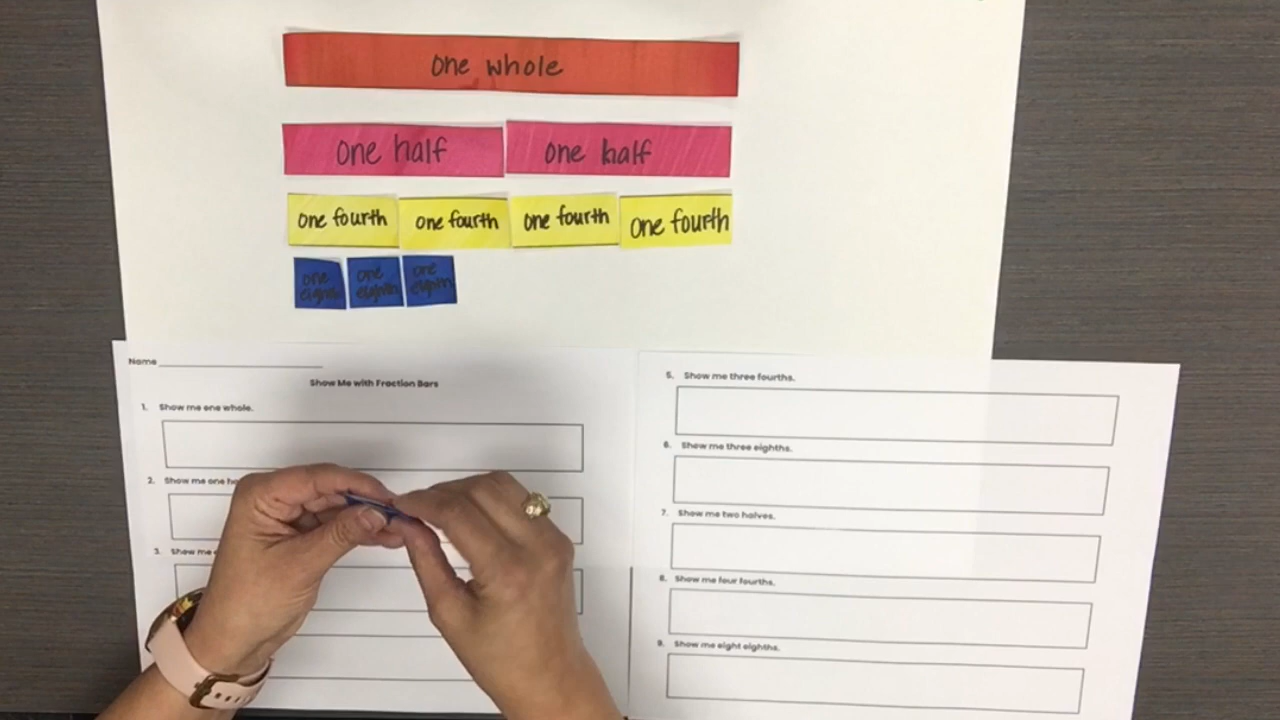 one whole
one half one half
one fourth one fourth one fourth one fourth
one one one
eighth eighth eighth
Name
Show Me with Fraction Bars
1. Show me one whole.
2. Show me one
3. Show me
5. Show me three fourths.
6. Show me three eighths.
7. Show me two halves.
8. Show me four fourths.
9. Show me eight eighths.